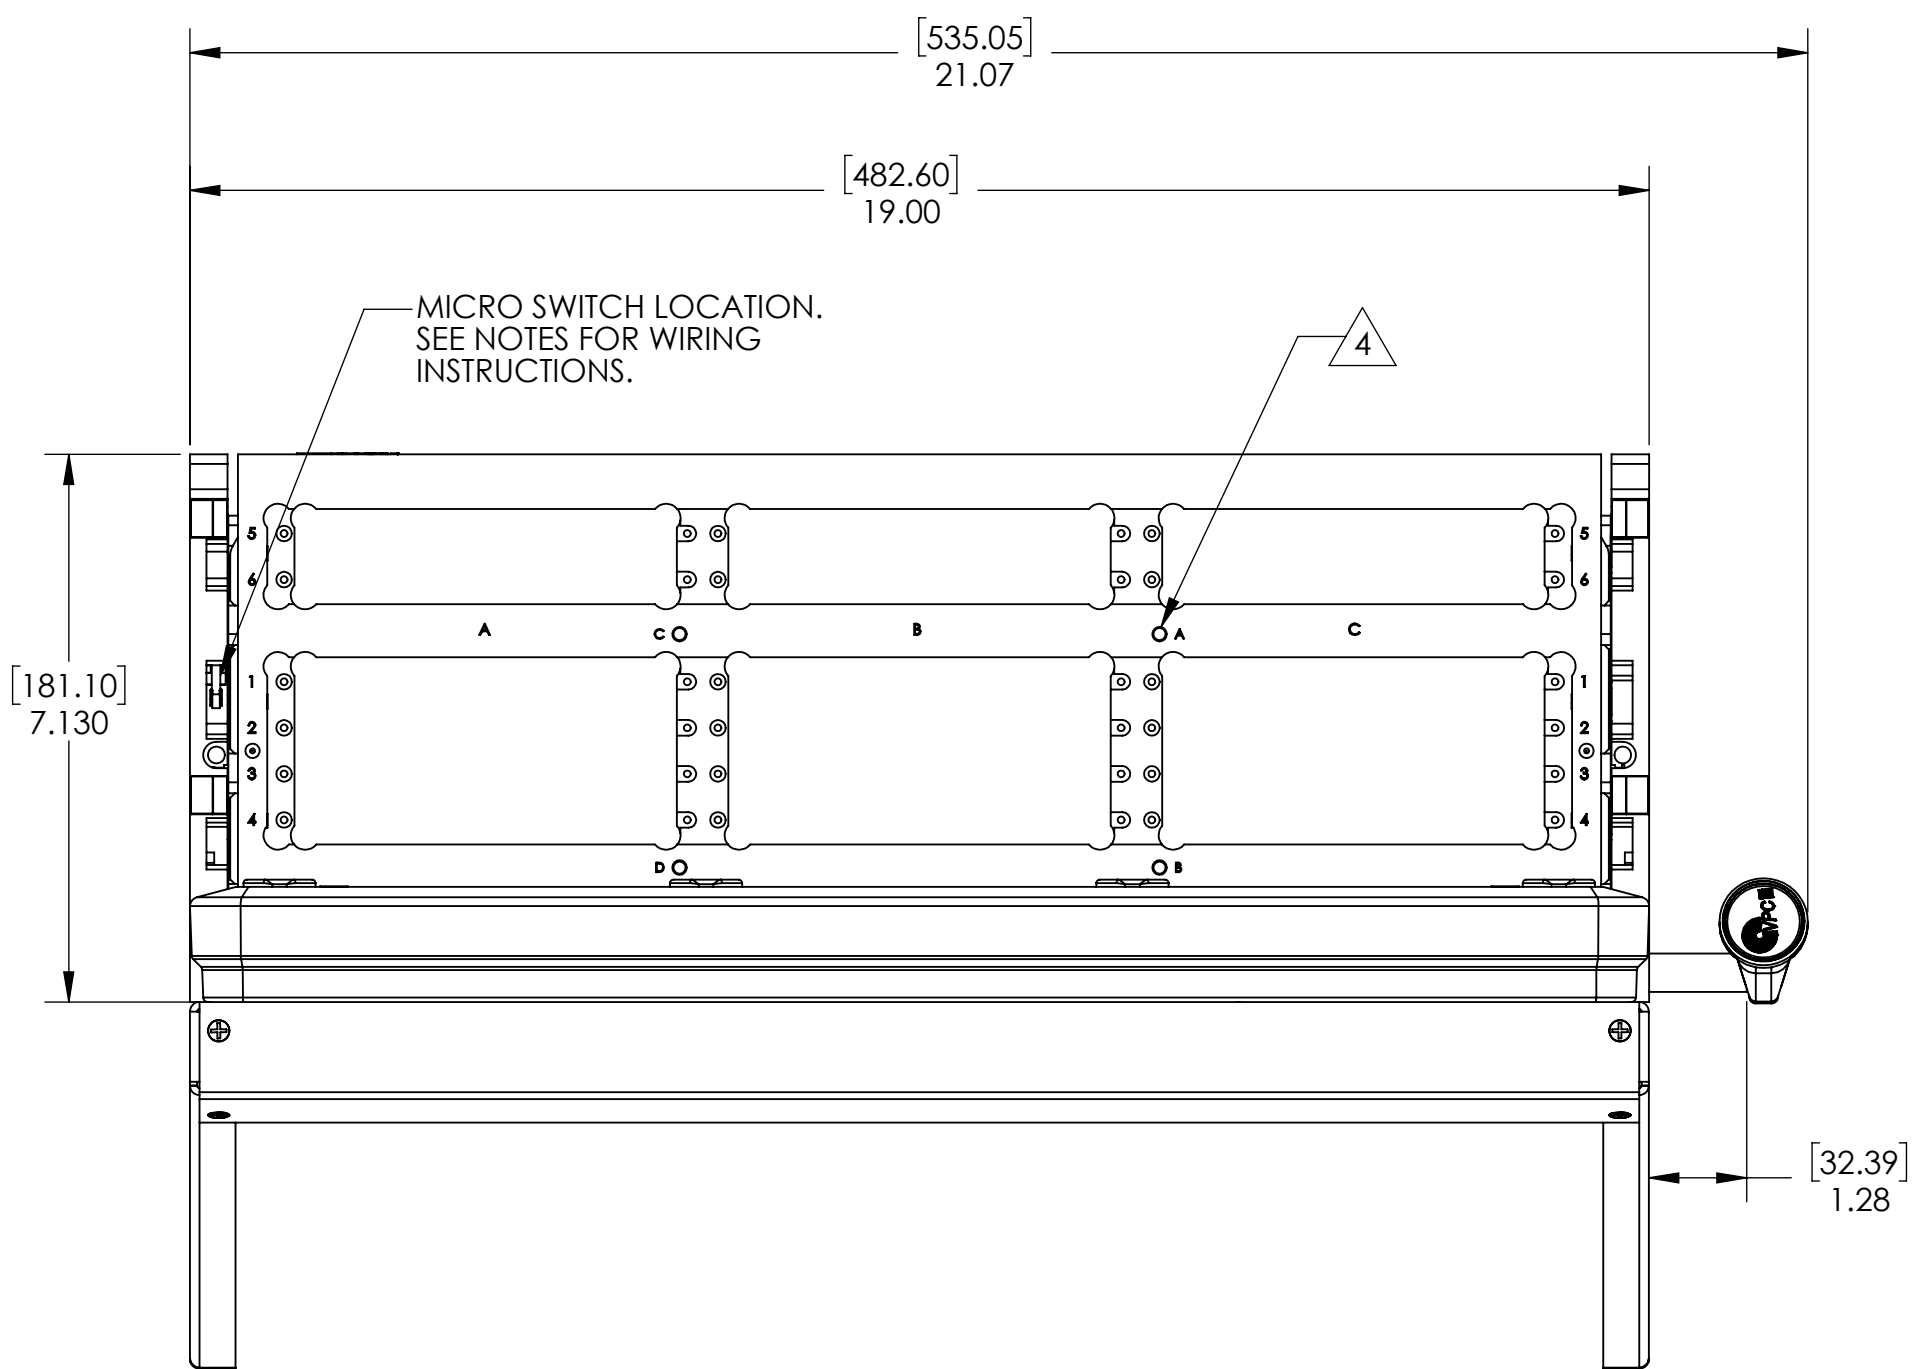 [535.05]
21.07
[482.60]
19.00
MICRO SWITCH LOCATION.
SEE NOTES FOR WIRING
INSTRUCTIONS.
4
5 5
6 6
A C B A C
1 1
[181.10]
7.130
2 2
3 3
4 4
D B
VPC
[32.39]
1.28